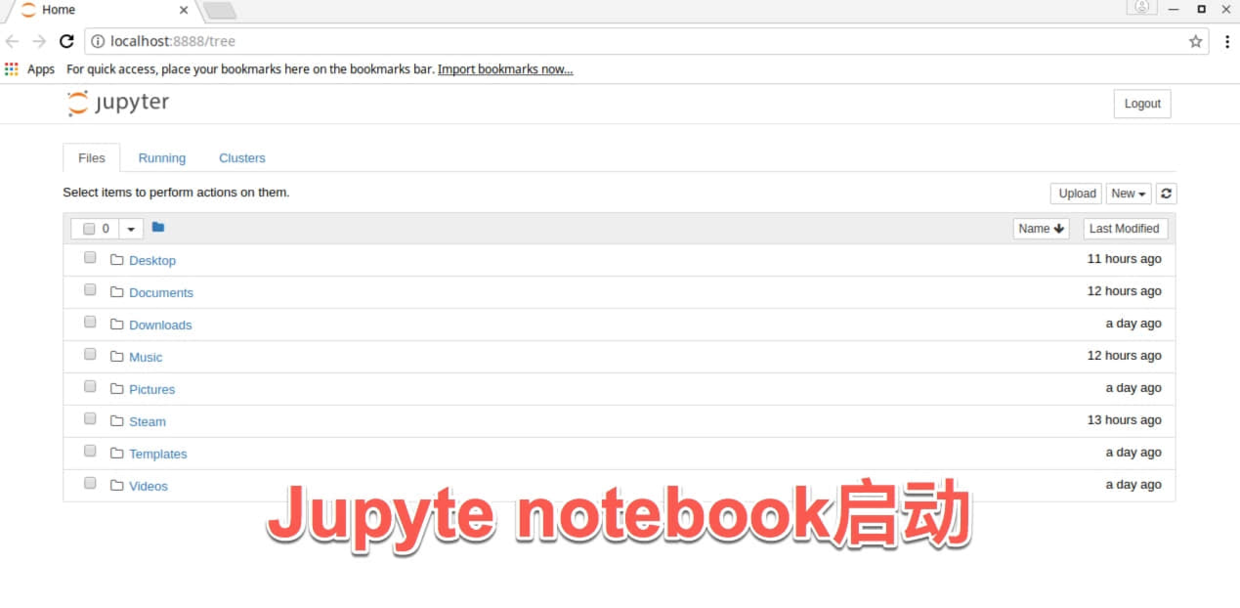 Home
localhost:8888/tree
Apps For quick access, place your bookmarks here on the bookmarks bar. Import bookmarks now...
jupyter Logout
Files Running Clusters
Select items to perform actions on them. Upload New
0 Name Last Modified
Desktop 11 hours ago
Documents 12 hours ago
Downloads a day ago
Music 12 hours ago
Pictures a day ago
Steam 13 hours ago
Templates a day ago
Videos a day ago
Jupyte notebook启动